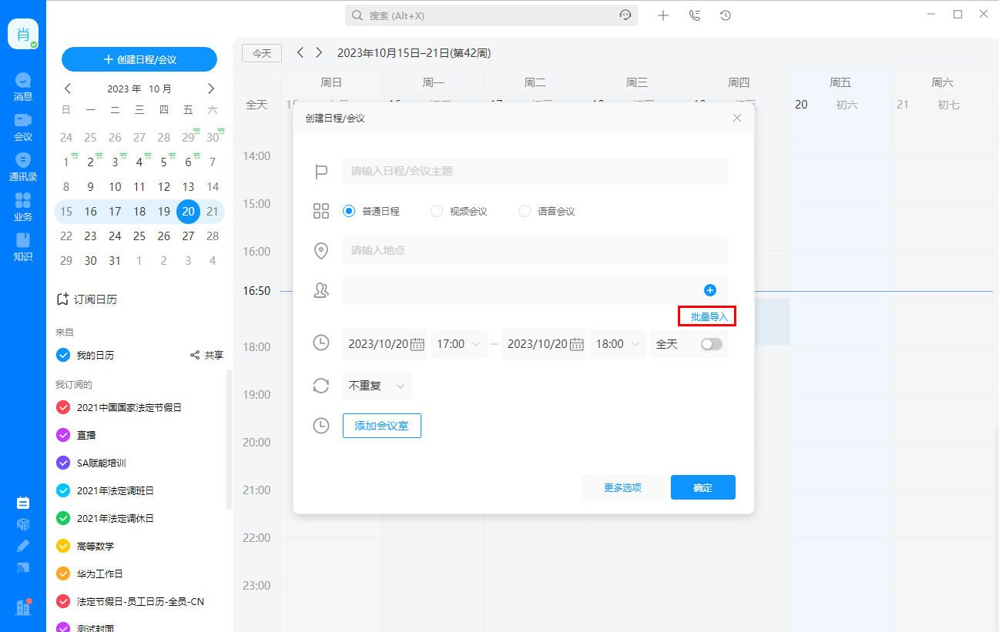 搜索 (Alt+X)
肖
消息
会议
通讯录
业务
知识
创建日程/会议
2023 年 10 月
日 一 二 三 四 五 六
24 25 26 27 28 29节 30节
1节 2节 3节 4节 5节 6节 7
8 9 10 11 12 13 14
15 16 17 18 19 20 21
22 23 24 25 26 27 28
29 30 31 1 2 3 4
订阅日历
来自
我的日历 共享
我订阅的
2021中国国家法定节假日
直播
SA赋能培训
2021年法定调班日
2021年法定调休日
高等数学
华为工作日
法定节假日-员工日历-全员-CN
测试封面
今天 2023年10月15日–21日(第42周)
周日 周一 周二 周三 周四 周五 周六
全天 20 初六 21 初七
14:00
15:00
16:00
16:50
18:00
19:00
20:00
21:00
22:00
23:00
创建日程/会议
请输入日程/会议主题
普通日程 视频会议 语音会议
请输入地点
批量导入
2023/10/20 17:00 – 2023/10/20 18:00 全天
不重复
添加会议室
更多选项 确定